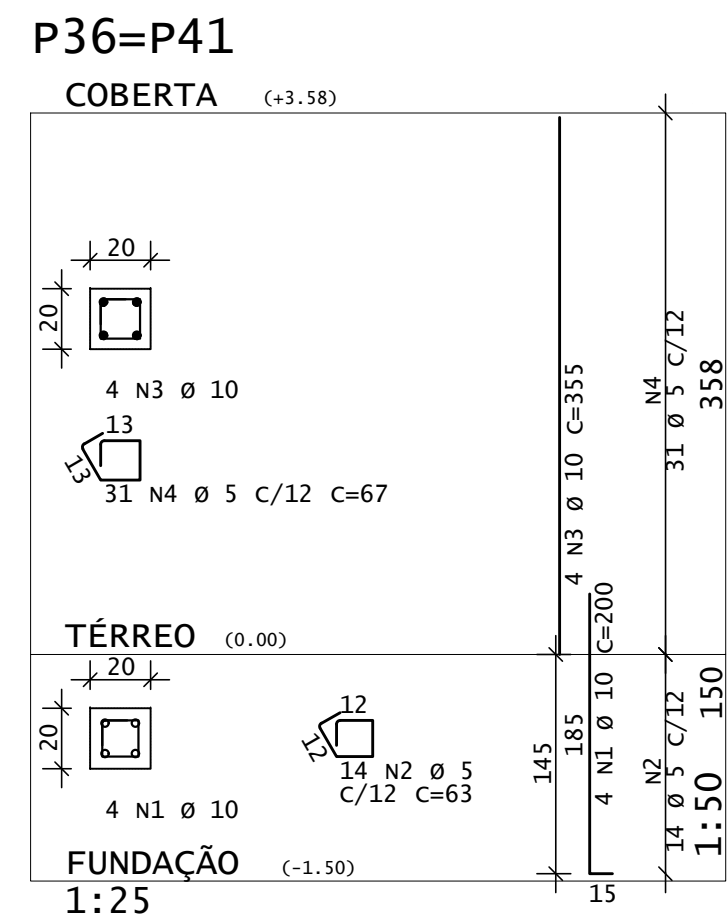 P36=P41
COBERTA (+3.58)
20
20
4 N3 Ø 10
13
13
31 N4 Ø 5 C/12 C=67
4 N3 Ø 10 C=355
N4
31 Ø 5 C/12
358
TÉRREO (0.00)
20
20
4 N1 Ø 10
12
12
14 N2 Ø 5
C/12 C=63
145
185
4 N1 Ø 10 C=200
N2
14 Ø 5 C/12
150
1:50
FUNDAÇÃO (-1.50)
1:25
15